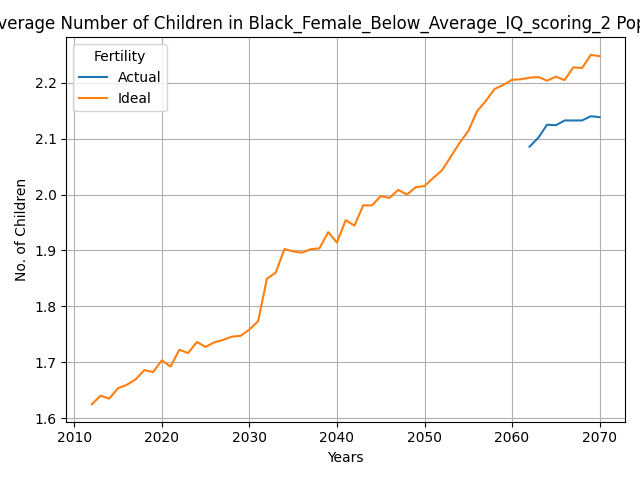 verage Number of Children in Black_Female_Below_Average_IQ_scoring_2 Pop
Fertility
Actual
Ideal
No. of Children
2.2
2.1
2.0
1.9
1.8
1.7
1.6
2010 2020 2030 2040 2050 2060 2070
Years